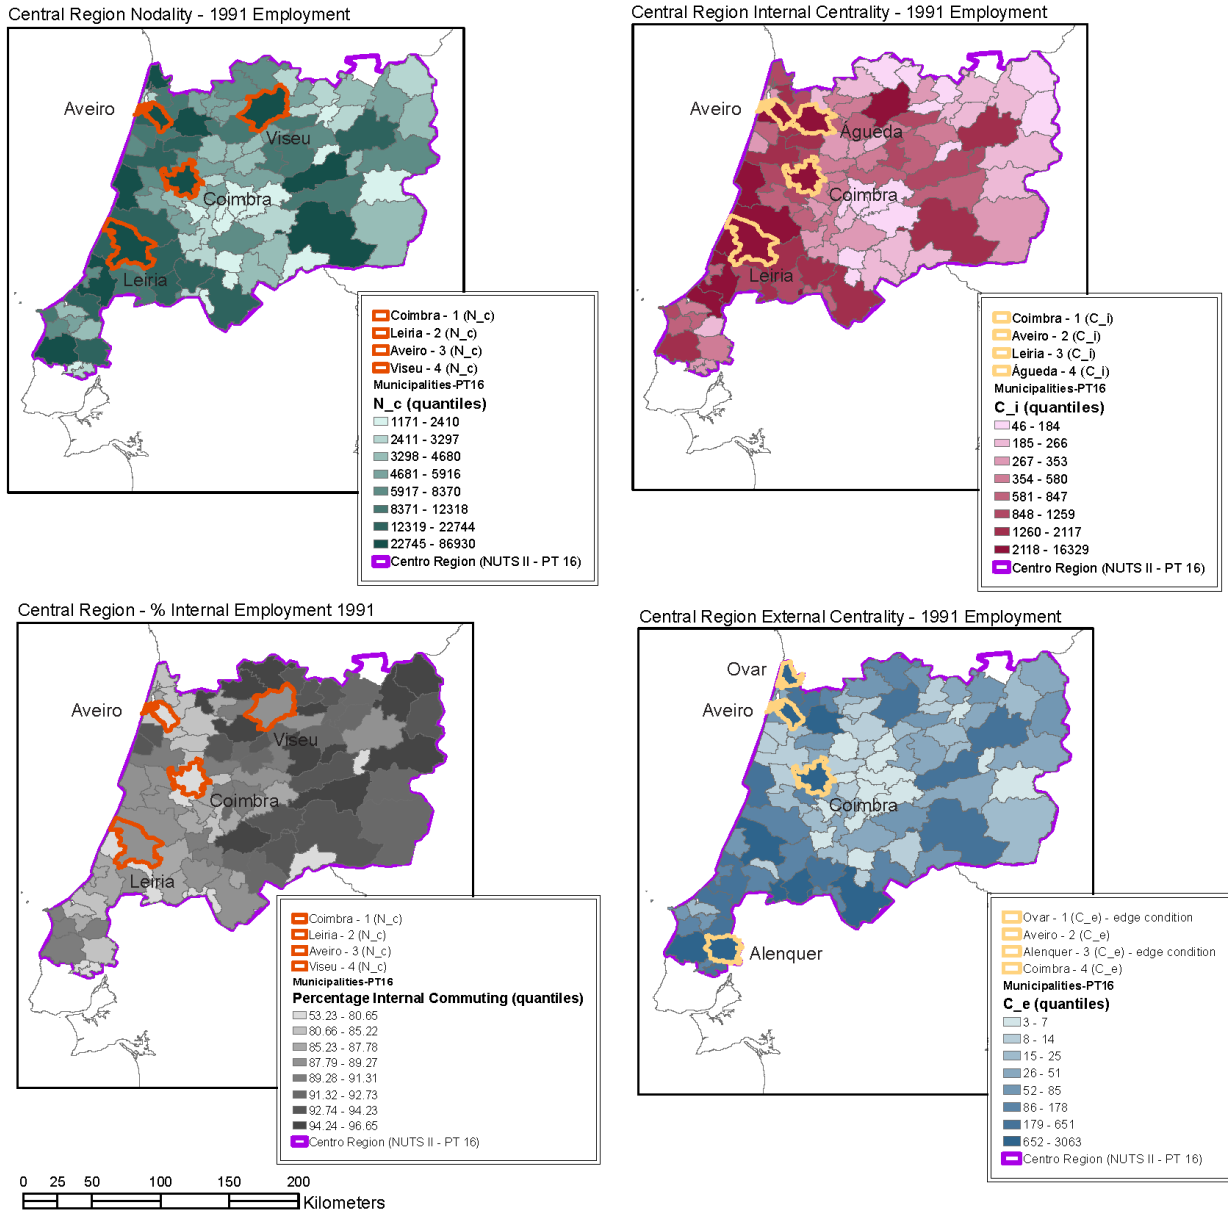 Central Region Nodality - 1991 Employment
Aveiro
Viseu
Coimbra
Leiria
Coimbra - 1 (N_c)
Leiria - 2 (N_c)
Aveiro - 3 (N_c)
Viseu - 4 (N_c)
Municipalities-PT16
N_c (quantiles)
1171 - 2410
2411 - 3297
3298 - 4680
4681 - 5916
5917 - 8370
8371 - 12318
12319 - 22744
22745 - 86930
Centro Region (NUTS II - PT 16)
Central Region Internal Centrality - 1991 Employment
Aveiro
Águeda
Coimbra
Leiria
Coimbra - 1 (C_i)
Aveiro - 2 (C_i)
Leiria - 3 (C_i)
Águeda - 4 (C_i)
Municipalities-PT16
C_i (quantiles)
46 - 184
185 - 266
267 - 353
354 - 580
581 - 847
848 - 1259
1260 - 2117
2118 - 16329
Centro Region (NUTS II - PT 16)
Central Region - % Internal Employment 1991
Aveiro
Viseu
Coimbra
Leiria
Coimbra - 1 (N_c)
Leiria - 2 (N_c)
Aveiro - 3 (N_c)
Viseu - 4 (N_c)
Municipalities-PT16
Percentage Internal Commuting (quantiles)
53.23 - 80.65
80.66 - 85.22
85.23 - 87.78
87.79 - 89.27
89.28 - 91.31
91.32 - 92.73
92.74 - 94.23
94.24 - 96.65
Centro Region (NUTS II - PT 16)
Central Region External Centrality - 1991 Employment
Ovar
Aveiro
Coimbra
Alenquer
Ovar - 1 (C_e) - edge condition
Aveiro - 2 (C_e)
Alenquer - 3 (C_e) - edge condition
Coimbra - 4 (C_e)
Municipalities-PT16
C_e (quantiles)
3 - 7
8 - 14
15 - 25
26 - 51
52 - 85
86 - 178
179 - 651
652 - 3063
Centro Region (NUTS II - PT 16)
0 25 50 100 150 200
Kilometers